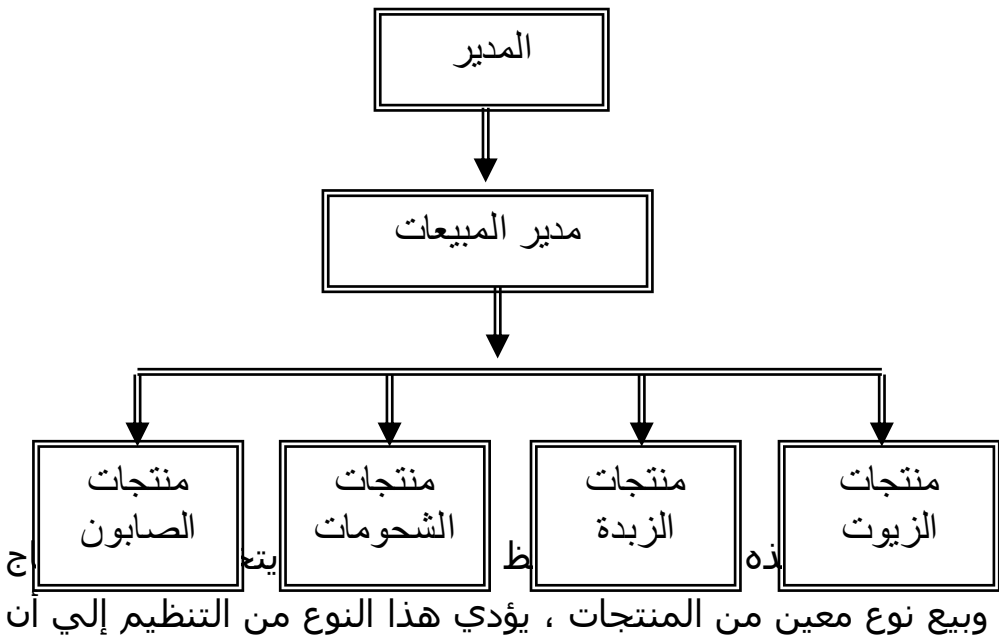 المدير
مدير المبيعات
منتجات
الزيوت
منتجات
الزبدة
منتجات
الشحومات
منتجات
الصابون
وبيع نوع معين من المنتجات ، يؤدي هذا النوع من التنظيم إلي أن